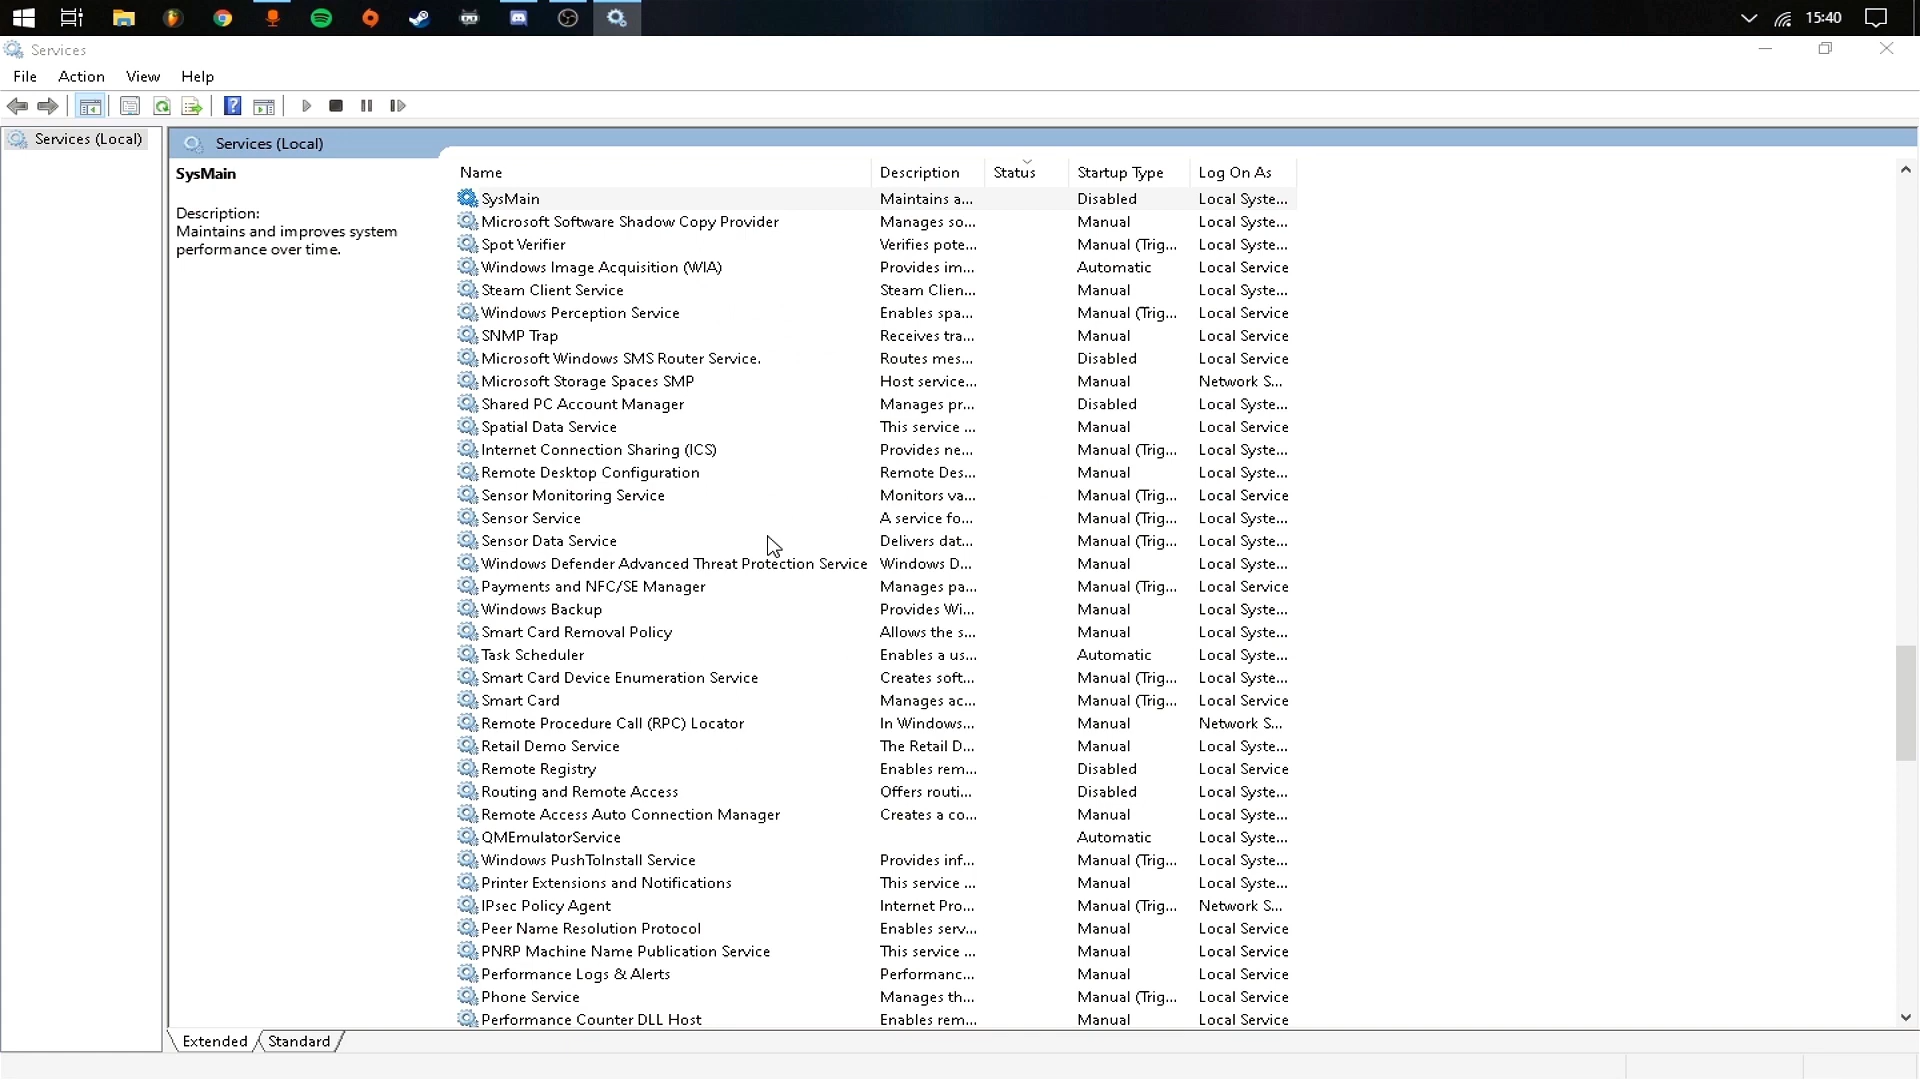 15:40
Services
File Action View Help
Services (Local)
Services (Local)
SysMain
Description:
Maintains and improves system
performance over time.
Name Description Status Startup Type Log On As
SysMain Maintains a... Disabled Local Syste...
Microsoft Software Shadow Copy Provider Manages so... Manual Local Syste...
Spot Verifier Verifies pote... Manual (Trig... Local Syste...
Windows Image Acquisition (WIA) Provides im... Automatic Local Service
Steam Client Service Steam Clien... Manual Local Syste...
Windows Perception Service Enables spa... Manual (Trig... Local Service
SNMP Trap Receives tra... Manual Local Service
Microsoft Windows SMS Router Service. Routes mes... Disabled Local Service
Microsoft Storage Spaces SMP Host service... Manual Network S...
Shared PC Account Manager Manages pr... Disabled Local Syste...
Spatial Data Service This service ... Manual Local Service
Internet Connection Sharing (ICS) Provides ne... Manual (Trig... Local Syste...
Remote Desktop Configuration Remote Des... Manual Local Syste...
Sensor Monitoring Service Monitors va... Manual (Trig... Local Service
Sensor Service A service fo... Manual (Trig... Local Syste...
Sensor Data Service Delivers dat... Manual (Trig... Local Syste...
Windows Defender Advanced Threat Protection Service Windows D... Manual Local Syste...
Payments and NFC/SE Manager Manages pa... Manual (Trig... Local Service
Windows Backup Provides Wi... Manual Local Syste...
Smart Card Removal Policy Allows the s... Manual Local Syste...
Task Scheduler Enables a us... Automatic Local Syste...
Smart Card Device Enumeration Service Creates soft... Manual (Trig... Local Syste...
Smart Card Manages ac... Manual (Trig... Local Service
Remote Procedure Call (RPC) Locator In Windows... Manual Network S...
Retail Demo Service The Retail D... Manual Local Syste...
Remote Registry Enables rem... Disabled Local Service
Routing and Remote Access Offers routi... Disabled Local Syste...
Remote Access Auto Connection Manager Creates a co... Manual Local Syste...
QMEmulatorService Automatic Local Syste...
Windows PushToInstall Service Provides inf... Manual (Trig... Local Syste...
Printer Extensions and Notifications This service ... Manual Local Syste...
IPsec Policy Agent Internet Pro... Manual (Trig... Network S...
Peer Name Resolution Protocol Enables serv... Manual Local Service
PNRP Machine Name Publication Service This service ... Manual Local Service
Performance Logs & Alerts Performanc... Manual Local Service
Phone Service Manages th... Manual (Trig... Local Service
Performance Counter DLL Host Enables rem... Manual Local Service
Extended Standard